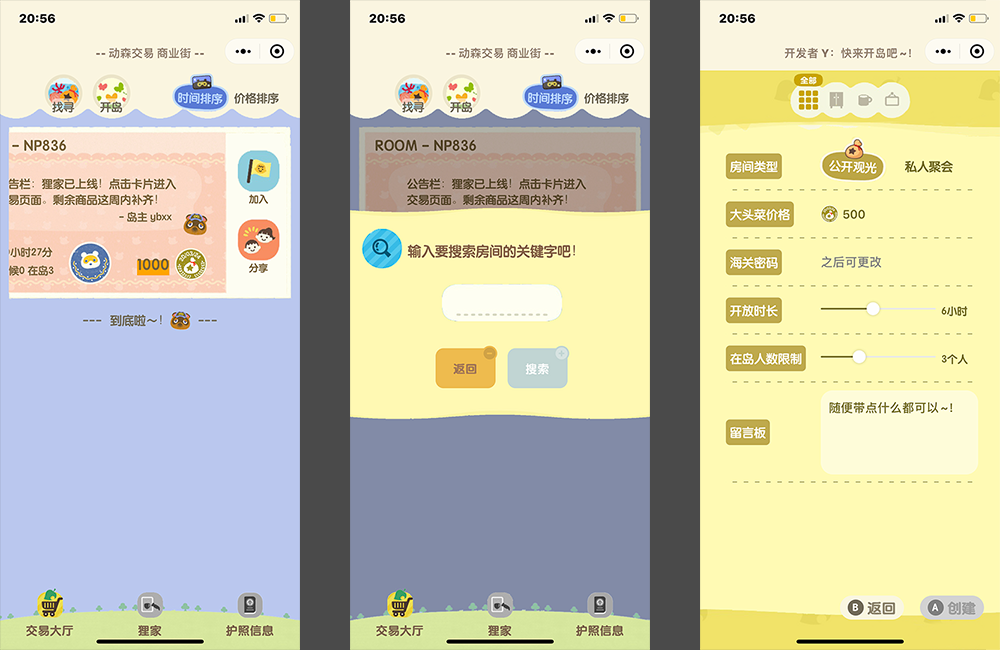 20:56
-- 动森交易 商业街 --
找寻
开岛
时间排序
价格排序
- NP836
告栏：狸家已上线！点击卡片进入
易页面。剩余商品这周内补齐！
- 岛主 ybxx
小时27分
候0 在岛3
1000
加入
分享
--- 到底啦~！ ---
交易大厅
狸家
护照信息
20:56
-- 动森交易 商业街 --
找寻
开岛
时间排序
价格排序
ROOM - NP836
公告栏：狸家已上线！点击卡片进入
交易页面。剩余商品这周内补齐！
输入要搜索房间的关键字吧！
返回
搜索
交易大厅
狸家
护照信息
20:56
开发者 Y：快来开岛吧~！
全部
房间类型
公开观光
私人聚会
大头菜价格
500
海关密码
之后可更改
开放时长
6小时
在岛人数限制
3个人
留言板
随便带点什么都可以~！
B 返回
A 创建